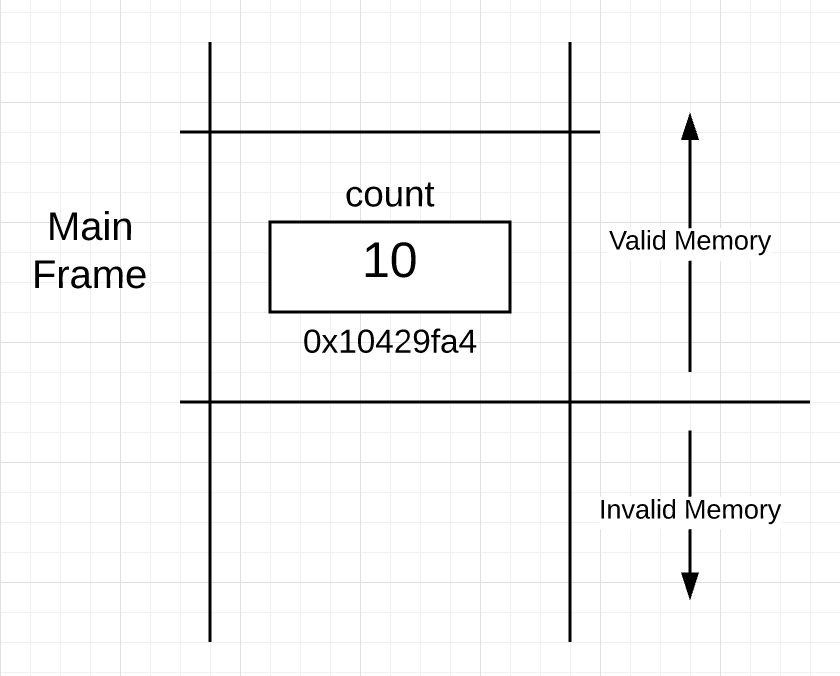 count
Main
Frame
10
Valid Memory
0x10429fa4
Invalid Memory